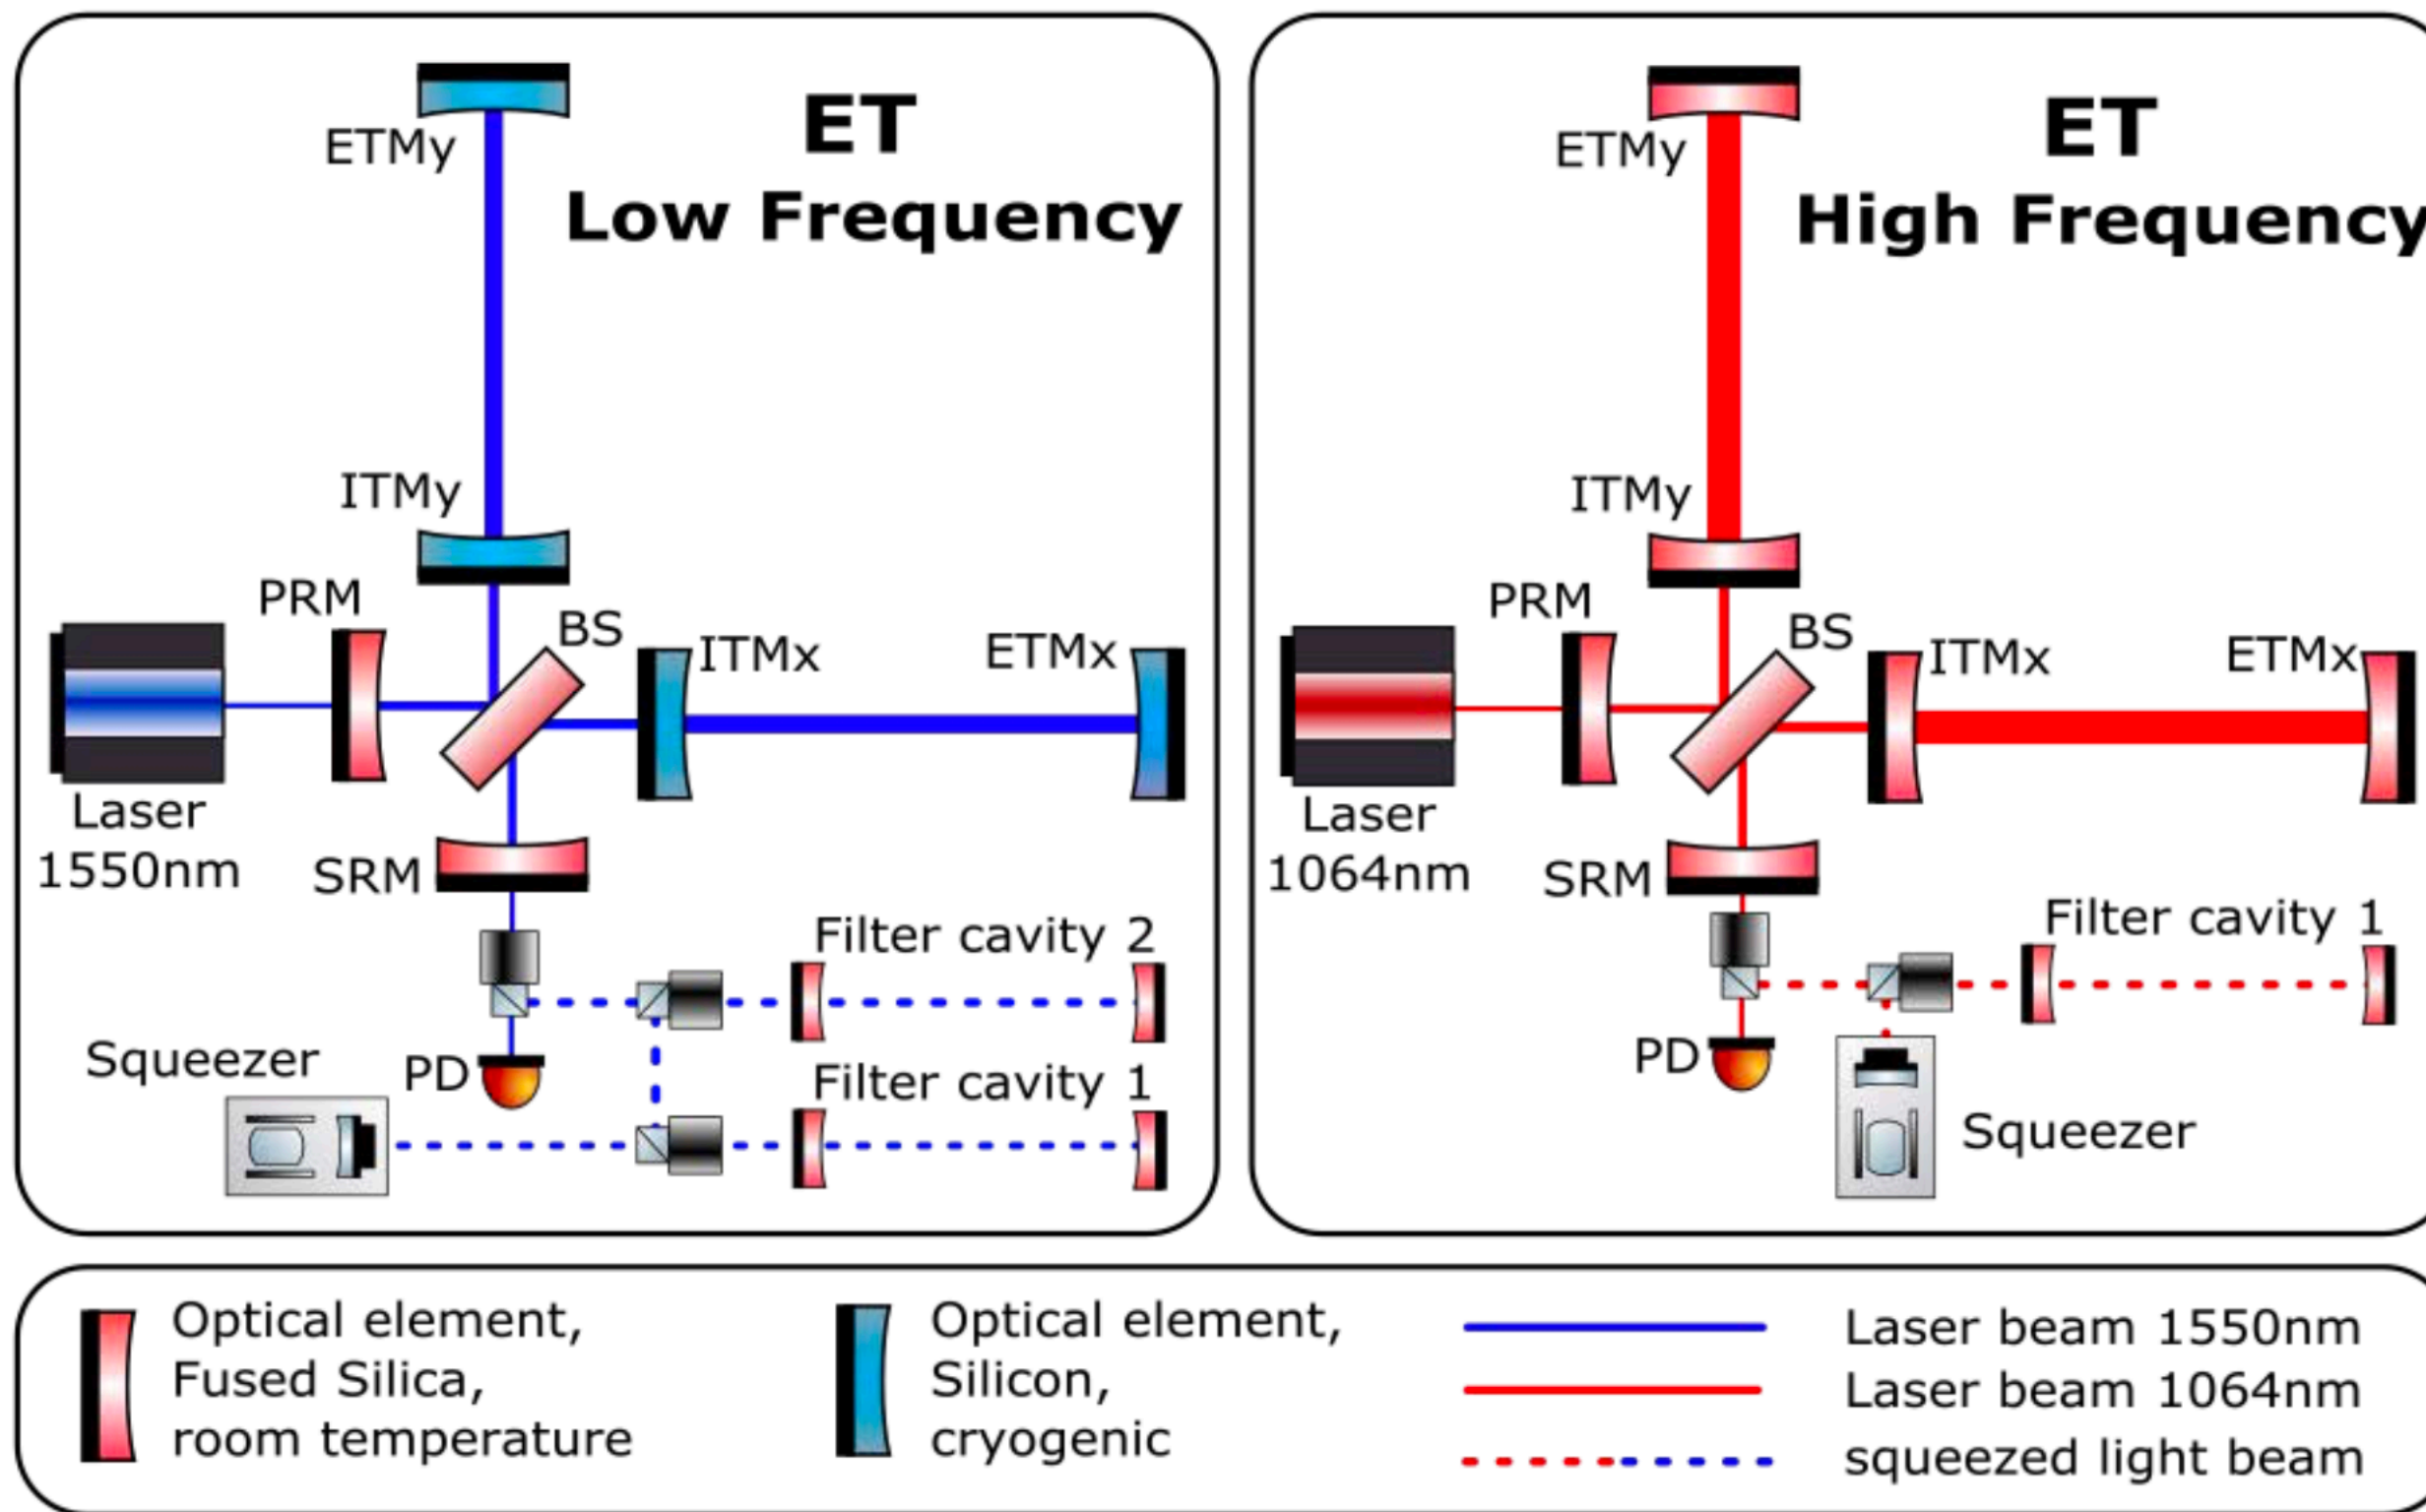 ET
Low Frequency
ETMy
ITMy
PRM
BS
ITMx
ETMx
Laser
1550nm
SRM
Filter cavity 2
Squeezer
PD
Filter cavity 1
ET
High Frequency
ETMy
ITMy
PRM
BS
ITMx
ETMx
Laser
1064nm
SRM
Filter cavity 1
PD
Squeezer
Optical element,
Fused Silica,
room temperature
Optical element,
Silicon,
cryogenic
Laser beam 1550nm
Laser beam 1064nm
squeezed light beam